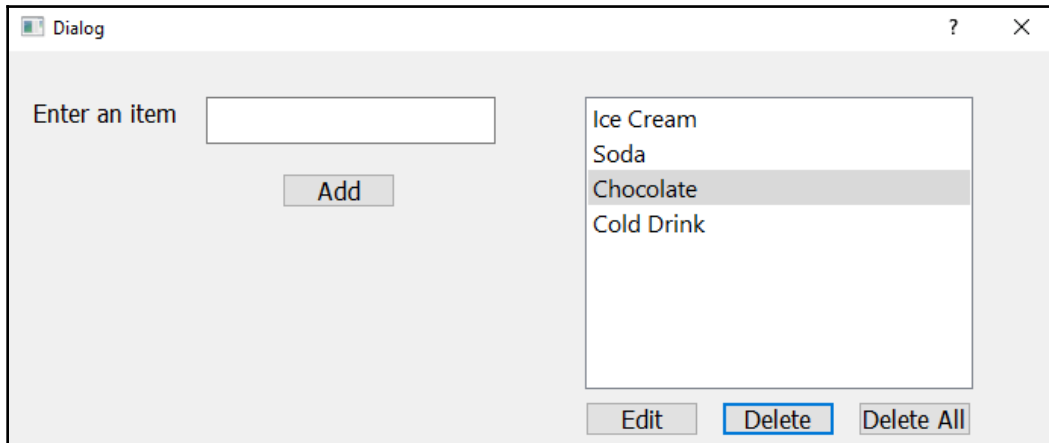 Dialog
?
Enter an item
Add
Ice Cream
Soda
Chocolate
Cold Drink
Edit
Delete
Delete All